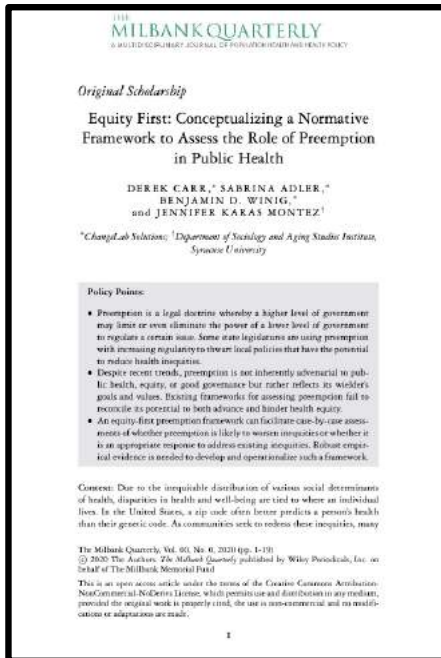 THE
MILBANK QUARTERLY
A MULTIDISCIPLINARY JOURNAL OF POPULATION HEALTH AND HEALTH POLICY
Original Scholarship
Equity First: Conceptualizing a Normative
Framework to Assess the Role of Preemption
in Public Health
DEREK CARR,* SABRINA ADLER,*
BENJAMIN D. WINIG,*
and JENNIFER KARAS MONTEZ†
*ChangeLab Solutions; †Department of Sociology and Aging Studies Institute,
Syracuse University
Policy Points:
• Preemption is a legal doctrine whereby a higher level of government
may limit or even eliminate the power of a lower level of government
to regulate a certain issue. Some state legislatures are using preemption
with increasing regularity to thwart local policies that have the potential
to reduce health inequities.
• Despite recent trends, preemption is not inherently adversarial to pub-
lic health, equity, or good governance but rather reflects its wielder's
goals and values. Existing frameworks for assessing preemption fail to
reconcile its potential to both advance and hinder health equity.
• An equity-first preemption framework can facilitate case-by-case assess-
ments of whether preemption is likely to worsen inequities or whether it
is an appropriate response to address existing inequities. Robust empir-
ical evidence is needed to develop and operationalize such a framework.
Context: Due to the inequitable distribution of various social determinants
of health, disparities in health and well-being are tied to where an individual
lives. In the United States, a zip code often better predicts a person's health
than their genetic code. As communities seek to redress these inequities, many
The Milbank Quarterly, Vol. 00, No. 0, 2020 (pp. 1-19)
© 2020 The Authors. The Milbank Quarterly published by Wiley Periodicals, Inc. on
behalf of The Millbank Memorial Fund
This is an open access article under the terms of the Creative Commons Attribution-
NonCommercial-NoDerivs License, which permits use and distribution in any medium,
provided the original work is properly cited, the use is non-commercial and no modifi-
cations or adaptations are made.
1